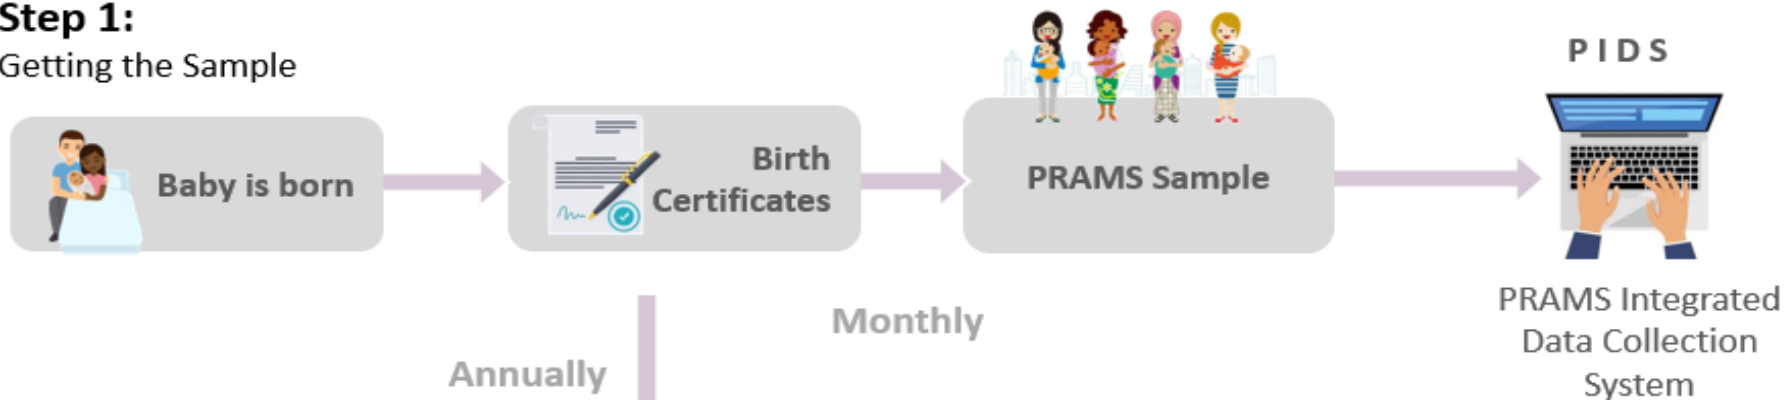 Step 1:
Getting the Sample
PIDS
Baby is born
Birth
Certificates
PRAMS Sample
PRAMS Integrated
Data Collection
System
Monthly
Annually